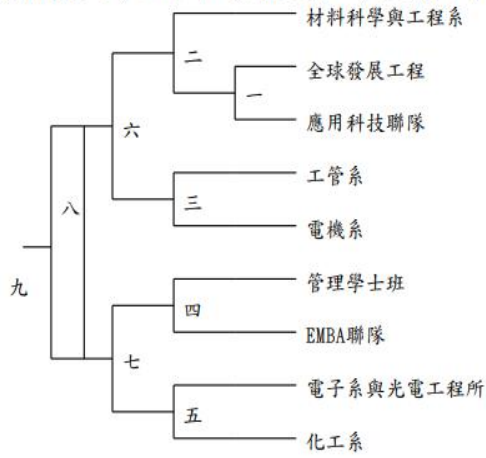 材料科學與工程系
二
全球發展工程
一
六
應用科技聯隊
工管系
八
三
電機系
九
管理學士班
四
EMBA聯隊
七
電子系與光電工程所
五
化工系